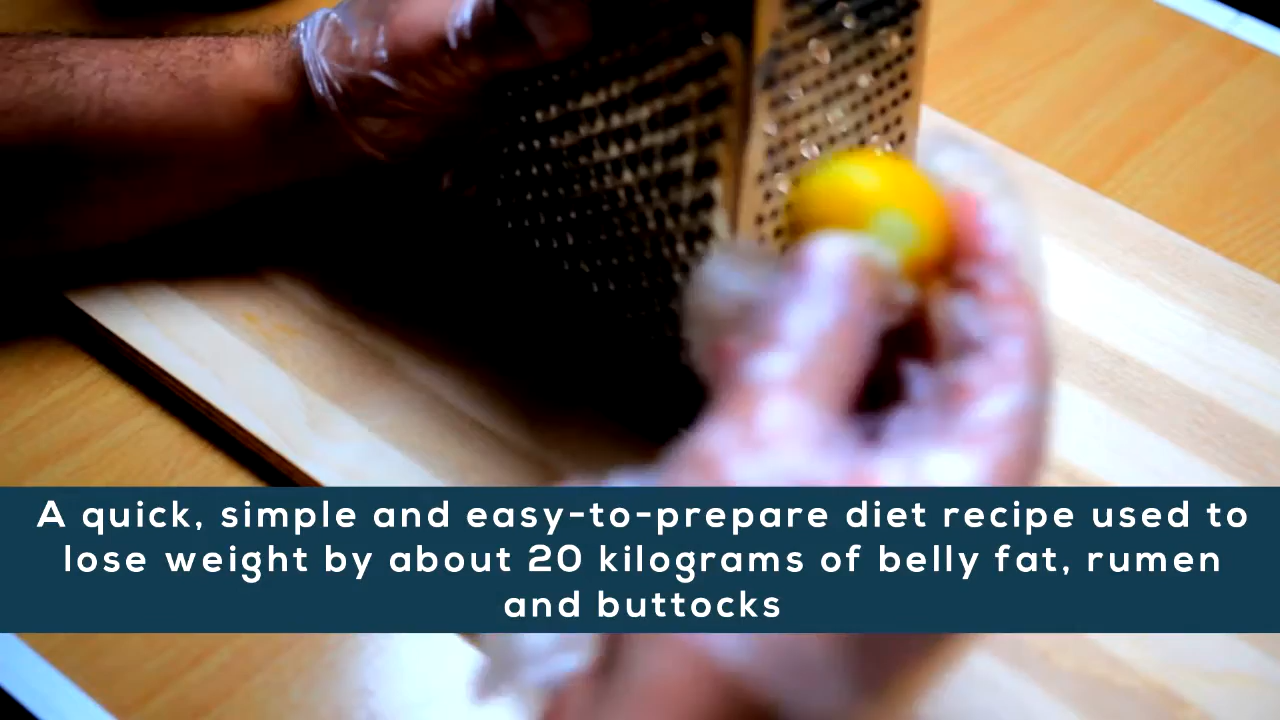 A quick, simple and easy-to-prepare diet recipe used to
lose weight by about 20 kilograms of belly fat, rumen
and buttocks